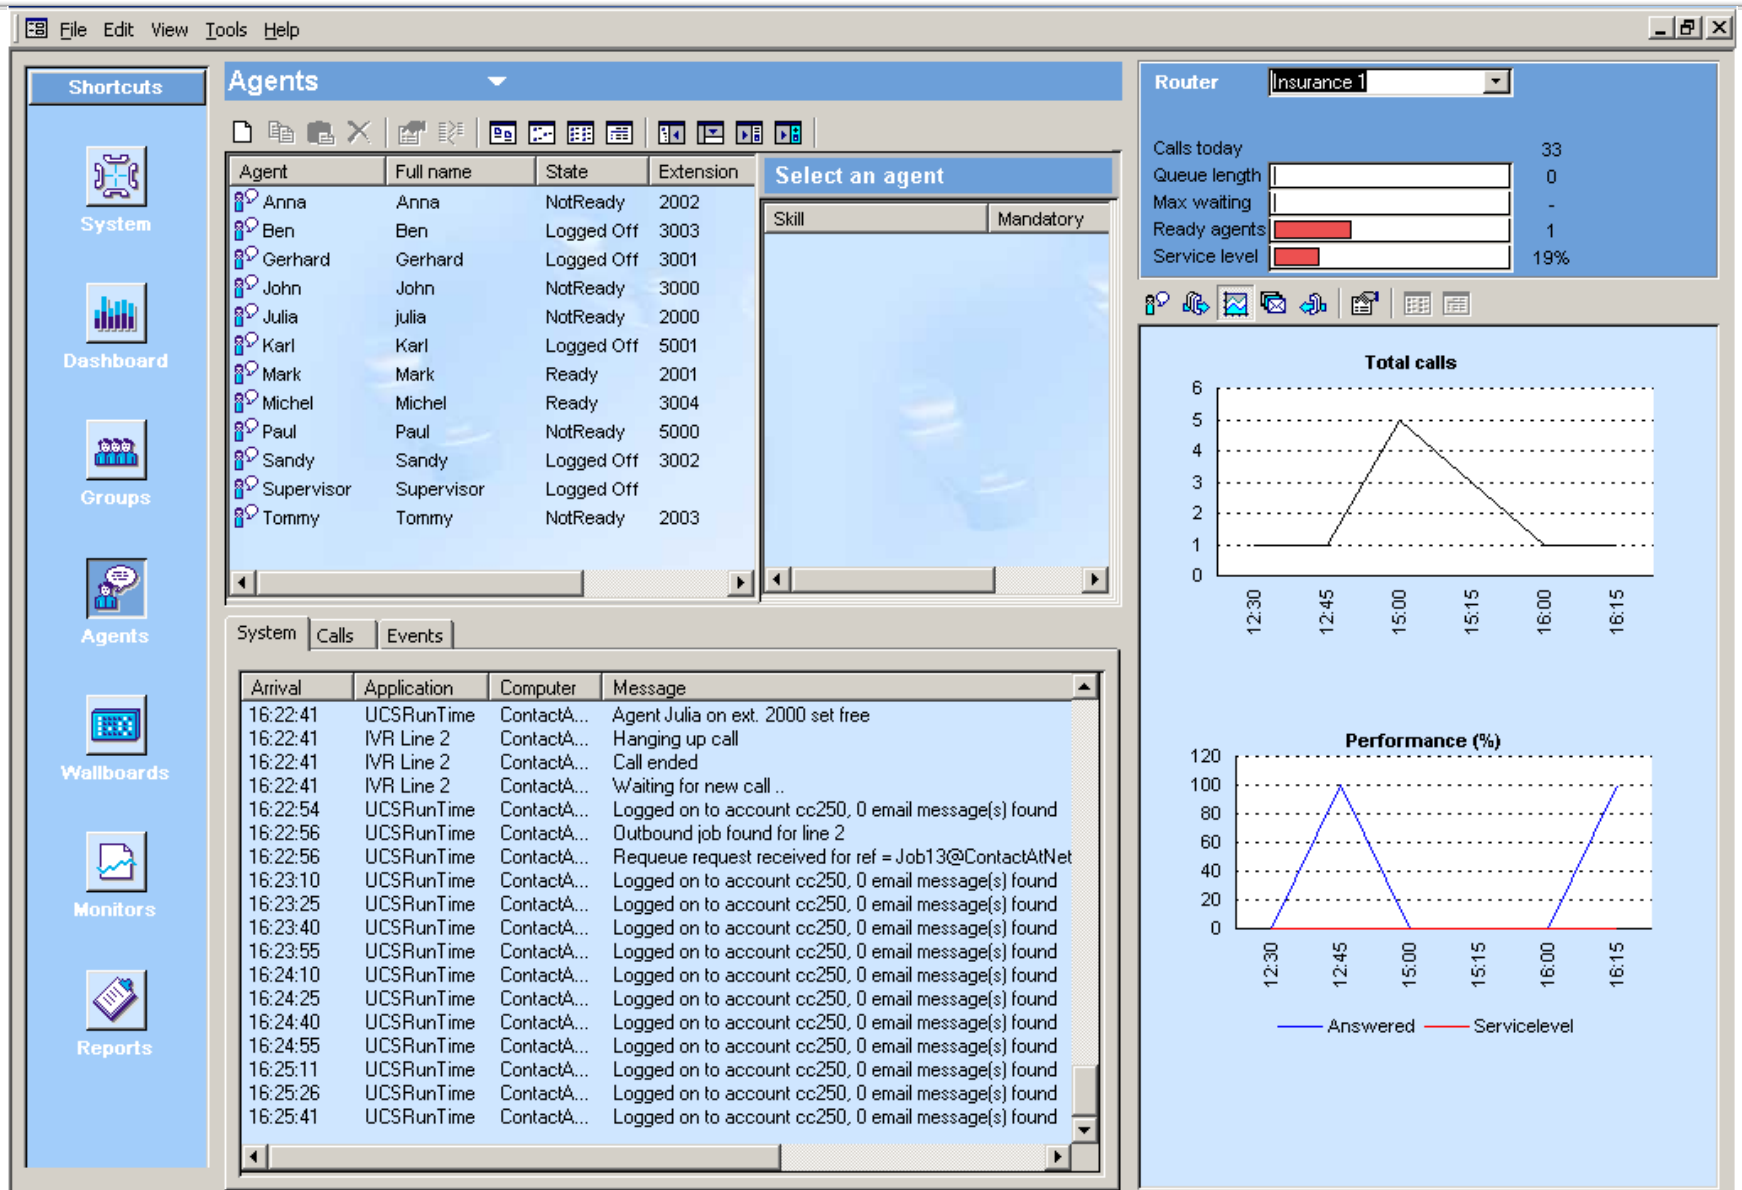 File Edit View Tools Help
Shortcuts
System
Dashboard
Groups
Agents
Wallboards
Monitors
Reports
Agents
Agent Full name State Extension
Anna Anna NotReady 2002
Ben Ben Logged Off 3003
Gerhard Gerhard Logged Off 3001
John John NotReady 3000
Julia julia NotReady 2000
Karl Karl Logged Off 5001
Mark Mark Ready 2001
Michel Michel Ready 3004
Paul Paul NotReady 5000
Sandy Sandy Logged Off 3002
Supervisor Supervisor Logged Off
Tommy Tommy NotReady 2003
Select an agent
Skill Mandatory
System Calls Events
Arrival Application Computer Message
16:22:41 UCSRunTime ContactA... Agent Julia on ext. 2000 set free
16:22:41 IVR Line 2 ContactA... Hanging up call
16:22:41 IVR Line 2 ContactA... Call ended
16:22:41 IVR Line 2 ContactA... Waiting for new call ..
16:22:54 UCSRunTime ContactA... Logged on to account cc250, 0 email message(s) found
16:22:56 UCSRunTime ContactA... Outbound job found for line 2
16:22:56 UCSRunTime ContactA... Requeue request received for ref = Job13@ContactAtNet
16:23:10 UCSRunTime ContactA... Logged on to account cc250, 0 email message(s) found
16:23:25 UCSRunTime ContactA... Logged on to account cc250, 0 email message(s) found
16:23:40 UCSRunTime ContactA... Logged on to account cc250, 0 email message(s) found
16:23:55 UCSRunTime ContactA... Logged on to account cc250, 0 email message(s) found
16:24:10 UCSRunTime ContactA... Logged on to account cc250, 0 email message(s) found
16:24:25 UCSRunTime ContactA... Logged on to account cc250, 0 email message(s) found
16:24:40 UCSRunTime ContactA... Logged on to account cc250, 0 email message(s) found
16:24:55 UCSRunTime ContactA... Logged on to account cc250, 0 email message(s) found
16:25:11 UCSRunTime ContactA... Logged on to account cc250, 0 email message(s) found
16:25:26 UCSRunTime ContactA... Logged on to account cc250, 0 email message(s) found
16:25:41 UCSRunTime ContactA... Logged on to account cc250, 0 email message(s) found
Router Insurance 1
Calls today 33
Queue length 0
Max waiting -
Ready agents 1
Service level 19%
Total calls
6
5
4
3
2
1
0
12:30 12:45 15:00 15:15 16:00 16:15
Performance (%)
120
100
80
60
40
20
0
12:30 12:45 15:00 15:15 16:00 16:15
Answered Servicelevel